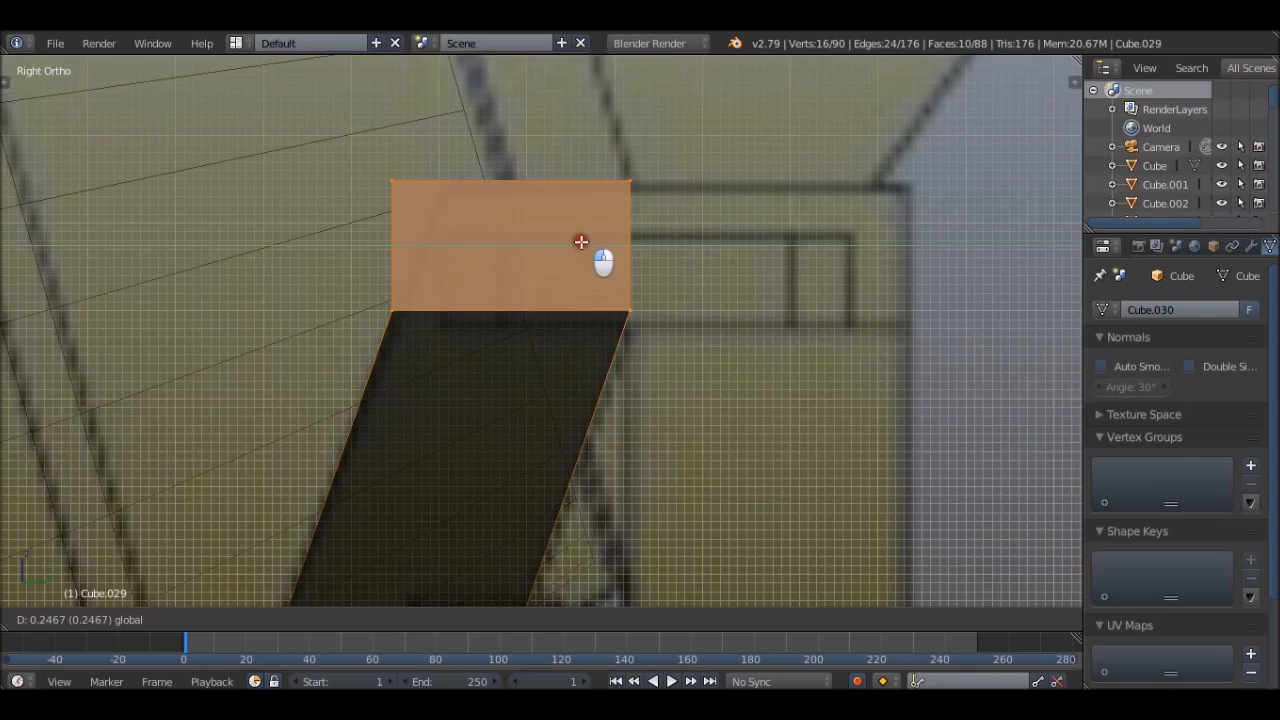 File Render Window Help Default Scene Blender Render v2.79 | Verts:16/90 | Edges:24/176 | Faces:10/88 | Tris:176 | Mem:20.67M | Cube.029
Right Ortho
View Search All Scenes
Scene
RenderLayers
World
Camera
Cube
Cube.001
Cube.002
Cube Cube
Cube.030 F
Normals
Auto Smo... Double Si...
Angle: 30°
Texture Space
Vertex Groups
Shape Keys
UV Maps
(1) Cube.029
D: 0.2467 (0.2467) global
-40 -20 0 20 40 60 80 100 120 140 160 180 200 220 240 260 280
View Marker Frame Playback Start: 1 End: 250 1 No Sync